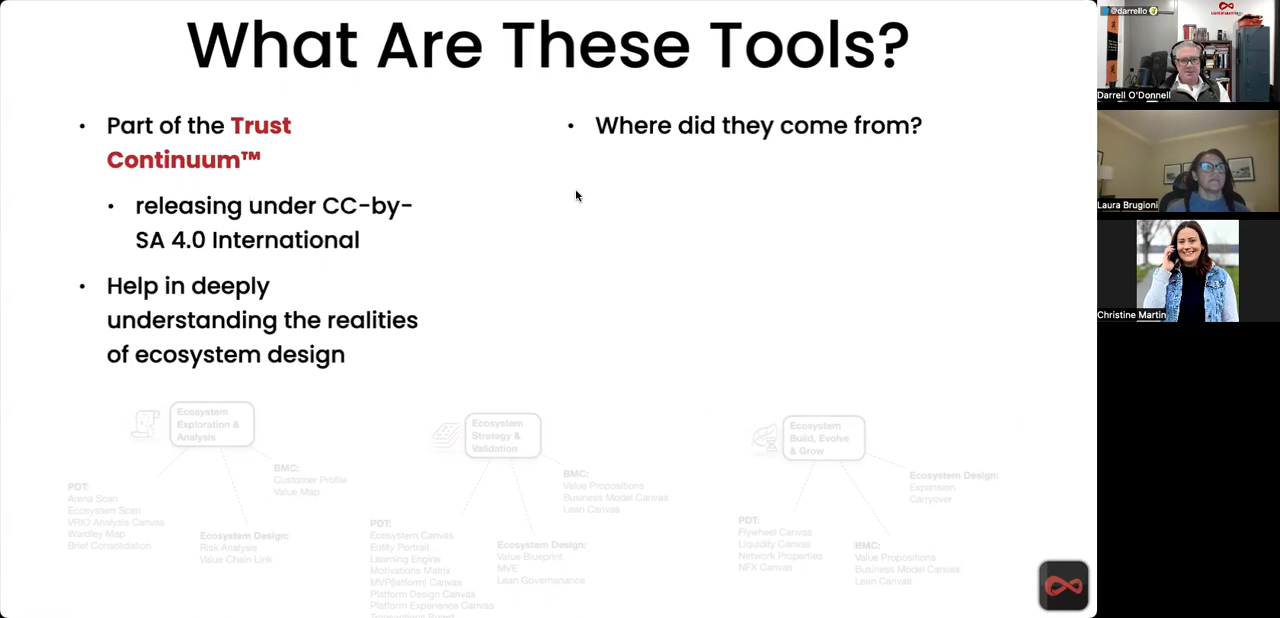 What Are These Tools?
• Part of the Trust
Continuum™
• releasing under CC-by-
SA 4.0 International
• Help in deeply
understanding the realities
of ecosystem design
• Where did they come from?
Ecosystem
Exploration &
Analysis
BMC:
Customer Profile
Value Map
PDT:
Arena Scan
Ecosystem Scan
VRIO Analysis Canvas
Wardley Map
Brief Consolidation
Ecosystem Design:
Risk Analysis
Value Chain Link
Ecosystem
Strategy &
Validation
BMC:
Value Propositions
Business Model Canvas
Lean Canvas
PDT:
Ecosystem Canvas
Entity Portrait
Learning Engine
Motivations Matrix
MVP(latform) Canvas
Platform Design Canvas
Platform Experience Canvas
Ecosystem Design:
Value Blueprint
MVE
Lean Governanance
Ecosystem
Build, Evolve
& Grow
Ecosystem Design:
Expansion
Carryover
PDT:
Flywheel Canvas
Liquidity Canvas
Network Properties
NFX Canvas
BMC:
Value Propositions
Business Model Canvas
Lean Canvas
@darrello
Darrell O'Donnell
Laura Brugioni
Christine Martin